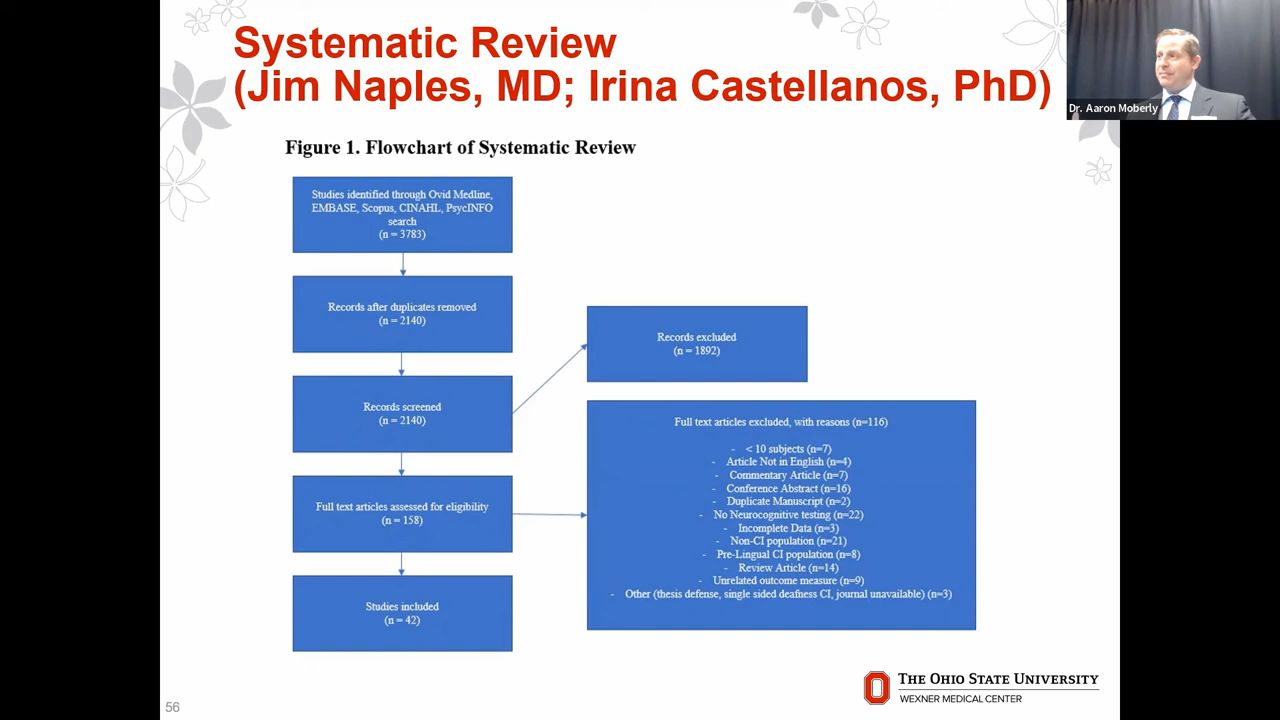 Systematic Review
(Jim Naples, MD; Irina Castellanos, PhD)
Dr. Aaron Moberly
Figure 1. Flowchart of Systematic Review
Studies identified through Ovid Medline,
EMBASE, Scopus, CINAHL, PsycINFO
search
(n = 3783)
Records after duplicates removed
(n = 2140)
Records screened
(n = 2140)
Records excluded
(n = 1892)
Full text articles assessed for eligibility
(n = 158)
Full text articles excluded, with reasons (n=116)
- < 10 subjects (n=7)
- Article Not in English (n=4)
- Commentary Article (n=7)
- Conference Abstract (n=16)
- Duplicate Manuscript (n=2)
- No Neurocognitive testing (n=22)
- Incomplete Data (n=3)
- Non-CI population (n=21)
- Pre-Lingual CI population (n=8)
- Review Article (n=14)
- Unrelated outcome measure (n=9)
- Other (thesis defense, single sided deafness CI, journal unavailable) (n=3)
Studies included
(n = 42)
THE OHIO STATE UNIVERSITY
WEXNER MEDICAL CENTER
56